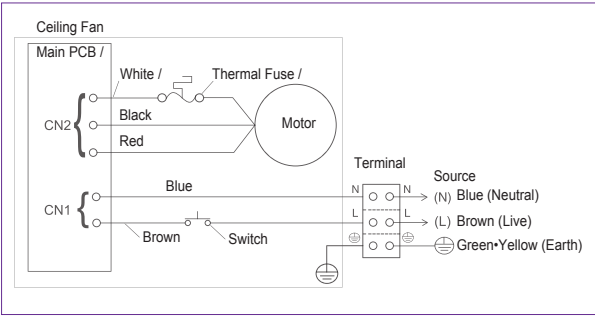 Ceiling Fan
Main PCB /
White /
Thermal Fuse /
CN2
Black
Motor
Red
Terminal
Source
CN1
Blue
N
N
(N) Blue (Neutral)
L
L
(L) Brown (Live)
Brown
Switch
Green•Yellow (Earth)